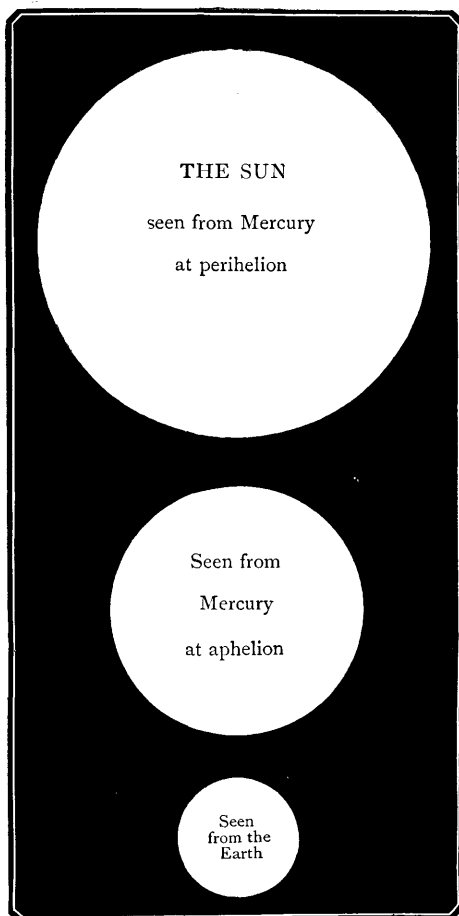 THE SUN
seen from Mercury
at perihelion
Seen from
Mercury
at aphelion
Seen
from the
Earth